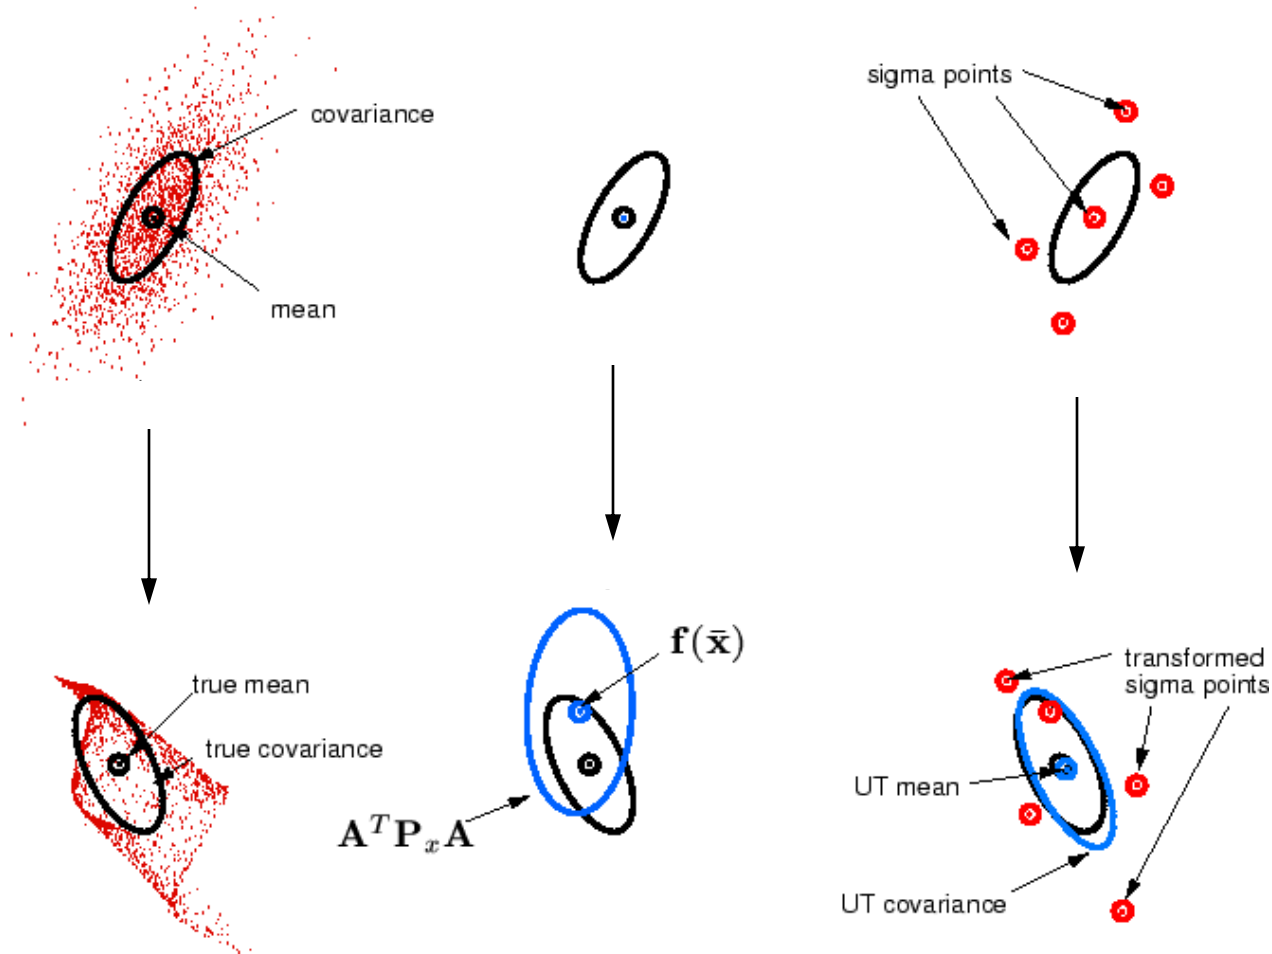 sigma points
covariance
mean
f(x̄)
transformed
sigma points
true mean
true covariance
UT mean
AᵀPₓA
UT covariance